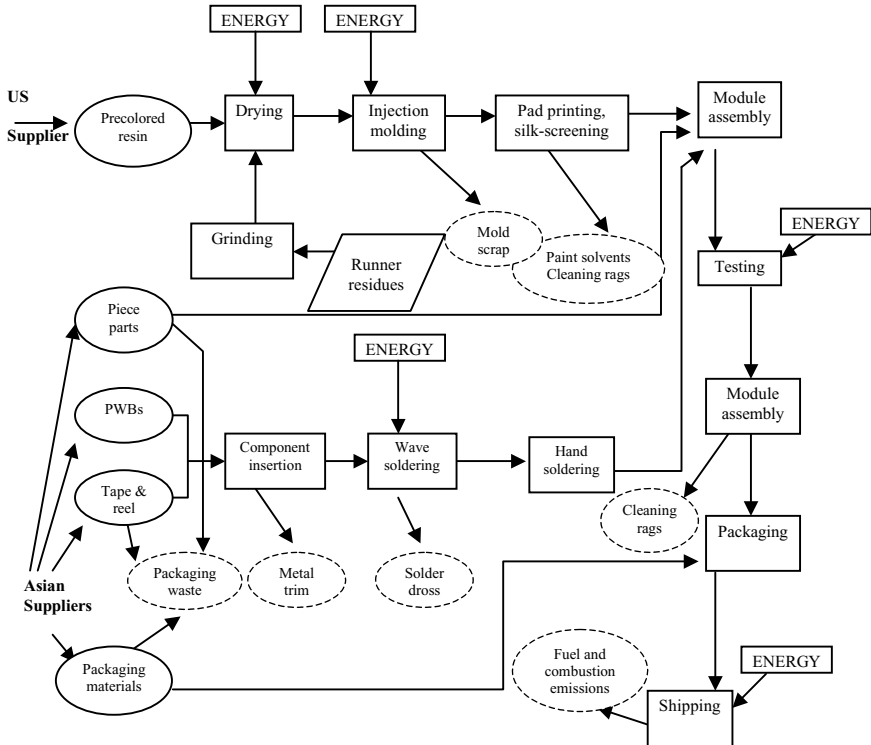 ENERGY
ENERGY
US
Supplier
Precolored
resin
Drying
Injection
molding
Pad printing,
silk-screening
Module
assembly
ENERGY
Grinding
Runner
residues
Mold
scrap
Paint solvents
Cleaning rags
Testing
Piece
parts
ENERGY
PWBs
Component
insertion
Wave
soldering
Hand
soldering
Module
assembly
Tape &
reel
Cleaning
rags
Packaging
Asian
Suppliers
Packaging
waste
Metal
trim
Solder
dross
Packaging
materials
Fuel and
combustion
emissions
ENERGY
Shipping